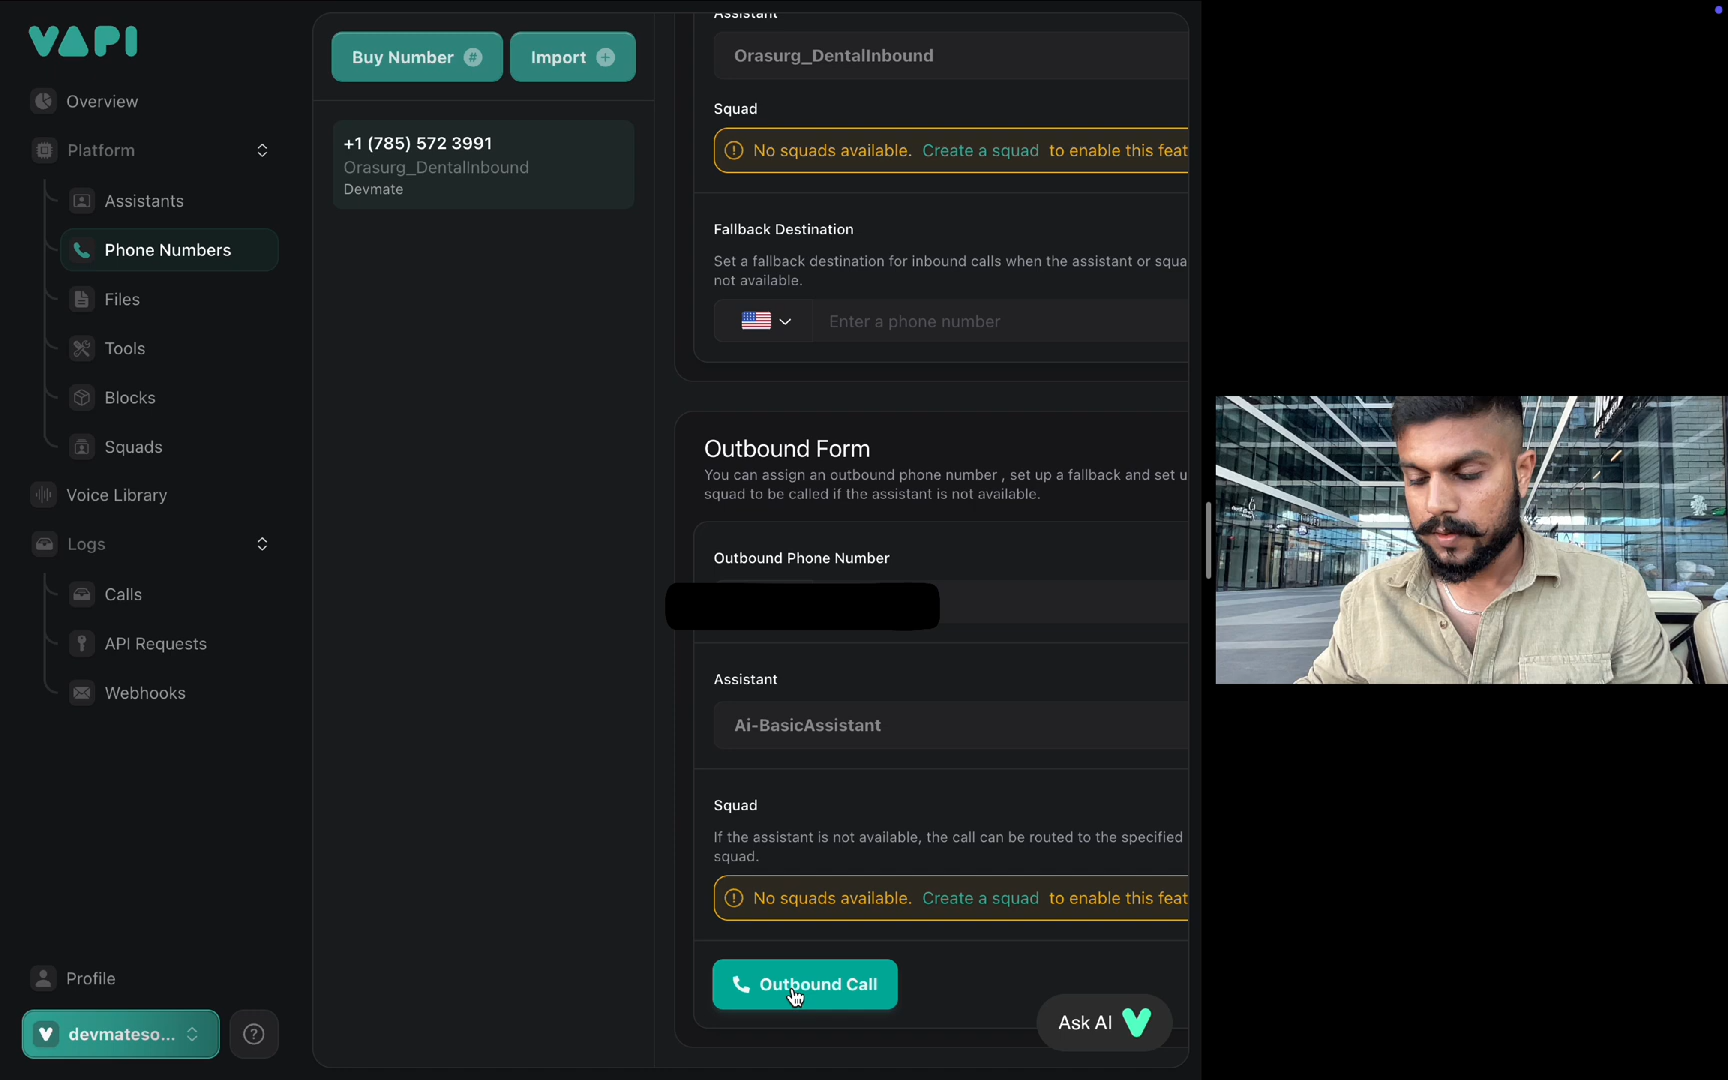 VAPI
Overview
Platform
Assistants
Phone Numbers
Files
Tools
Blocks
Squads
Voice Library
Logs
Calls
API Requests
Webhooks
Profile
devmateso...
Buy Number #
Import
+1 (785) 572 3991
Orasurg_DentalInbound
Devmate
Assistant
Orasurg_DentalInbound
Squad
No squads available. Create a squad to enable this feat
Fallback Destination
Set a fallback destination for inbound calls when the assistant or squa
not available.
Enter a phone number
Outbound Form
You can assign an outbound phone number , set up a fallback and set u
squad to be called if the assistant is not available.
Outbound Phone Number
Assistant
Ai-BasicAssistant
Squad
If the assistant is not available, the call can be routed to the specified
squad.
No squads available. Create a squad to enable this feat
Outbound Call
Ask AI